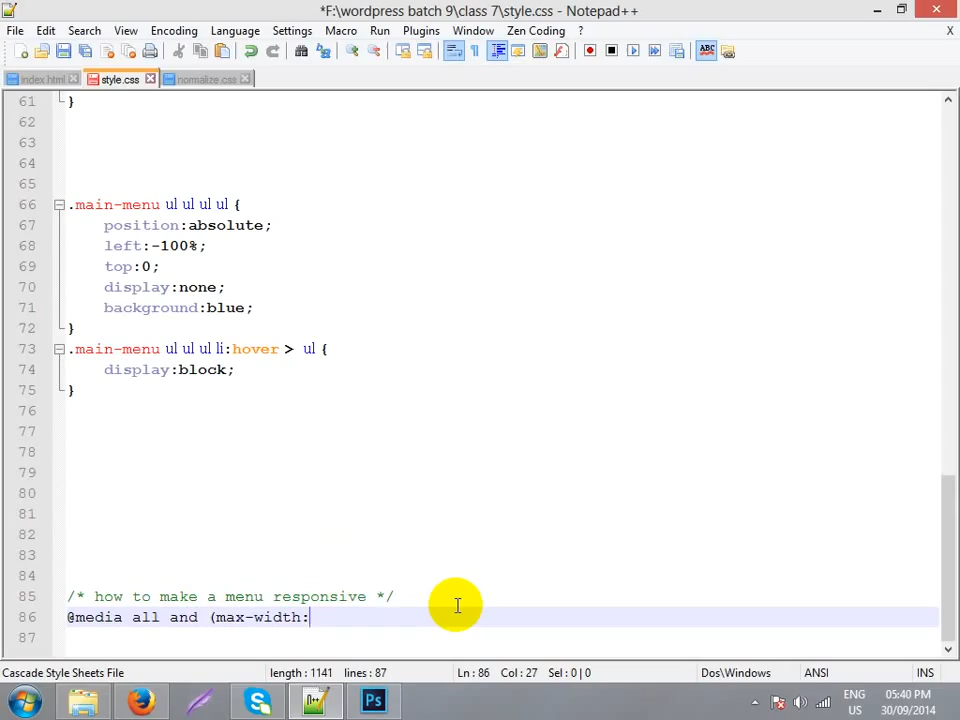 *F:\wordpress batch 9\class 7\style.css - Notepad++
File Edit Search View Encoding Language Settings Macro Run Plugins Window Zen Coding ? X
index.html style.css normalize.css
61 }
62
63
64
65
66 .main-menu ul ul ul ul {
67 position:absolute;
68 left:-100%;
69 top:0;
70 display:none;
71 background:blue;
72 }
73 .main-menu ul ul ul li:hover > ul {
74 display:block;
75 }
76
77
78
79
80
81
82
83
84
85 /* how to make a menu responsive */
86 @media all and (max-width:
87
Cascade Style Sheets File length : 1141 lines : 87 Ln : 86 Col : 27 Sel : 0 | 0 Dos\Windows ANSI INS
ENG 05:40 PM
US 30/09/2014